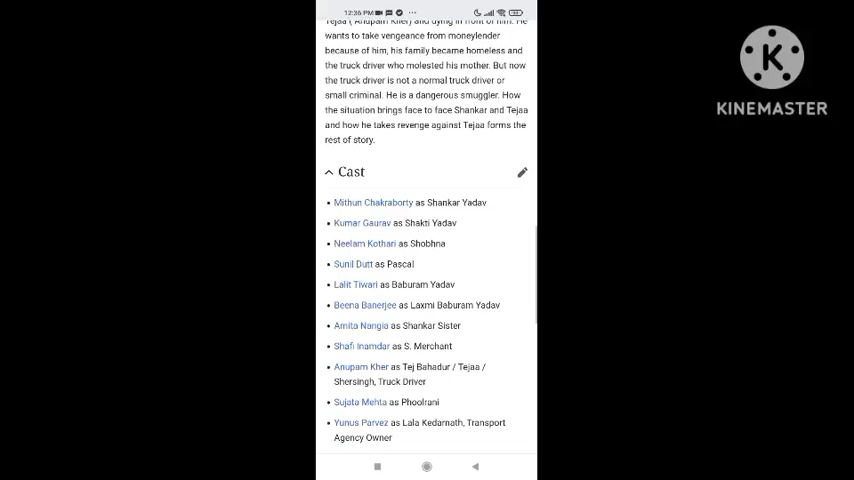 12:36 PM
Tejaa ( Anupam Kher) and dying in front of him. He
wants to take vengeance from moneylender
because of him, his family became homeless and
the truck driver who molested his mother. But now
the truck driver is not a normal truck driver or
small criminal. He is a dangerous smuggler. How
the situation brings face to face Shankar and Tejaa
and how he takes revenge against Tejaa forms the
rest of story.
Cast
• Mithun Chakraborty as Shankar Yadav
• Kumar Gaurav as Shakti Yadav
• Neelam Kothari as Shobhna
• Sunil Dutt as Pascal
• Lalit Tiwari as Baburam Yadav
• Beena Banerjee as Laxmi Baburam Yadav
• Amita Nangia as Shankar Sister
• Shafi Inamdar as S. Merchant
• Anupam Kher as Tej Bahadur / Tejaa /
Shersingh, Truck Driver
• Sujata Mehta as Phoolrani
• Yunus Parvez as Lala Kedarnath, Transport
Agency Owner
K
KINEMASTER